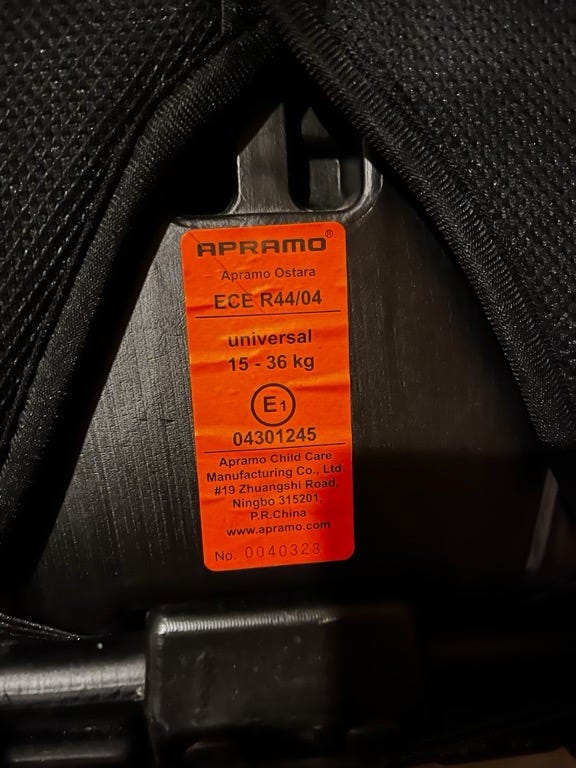 APRAMO®
Apramo Ostara
ECE R44/04
universal
15 - 36 kg
E1
04301245
Apramo Child Care
Manufacturing Co., Ltd
#19 Zhuangshi Road,
Ningbo 315201,
P.R.China
www.apramo.com
No. 0040328